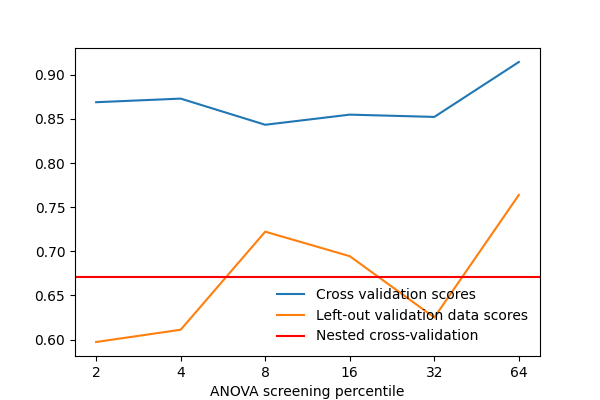 0.90
0.85
0.80
0.75
0.70
0.65
0.60
Cross validation scores
Left-out validation data scores
Nested cross-validation
2 4 8 16 32 64
ANOVA screening percentile